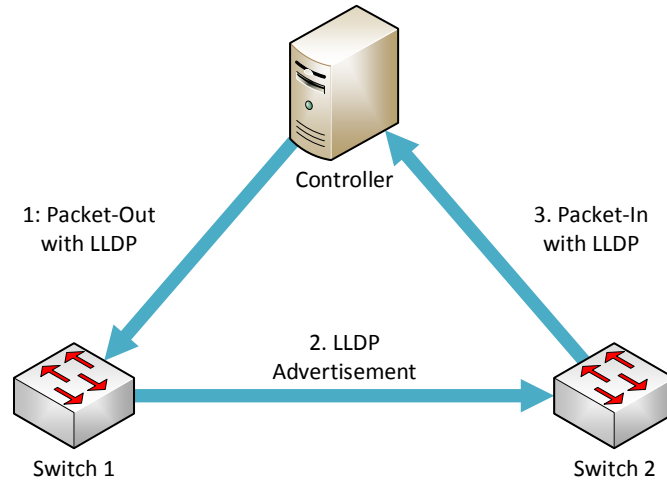 Controller
1: Packet-Out
with LLDP
3. Packet-In
with LLDP
2. LLDP
Advertisement
Switch 1
Switch 2